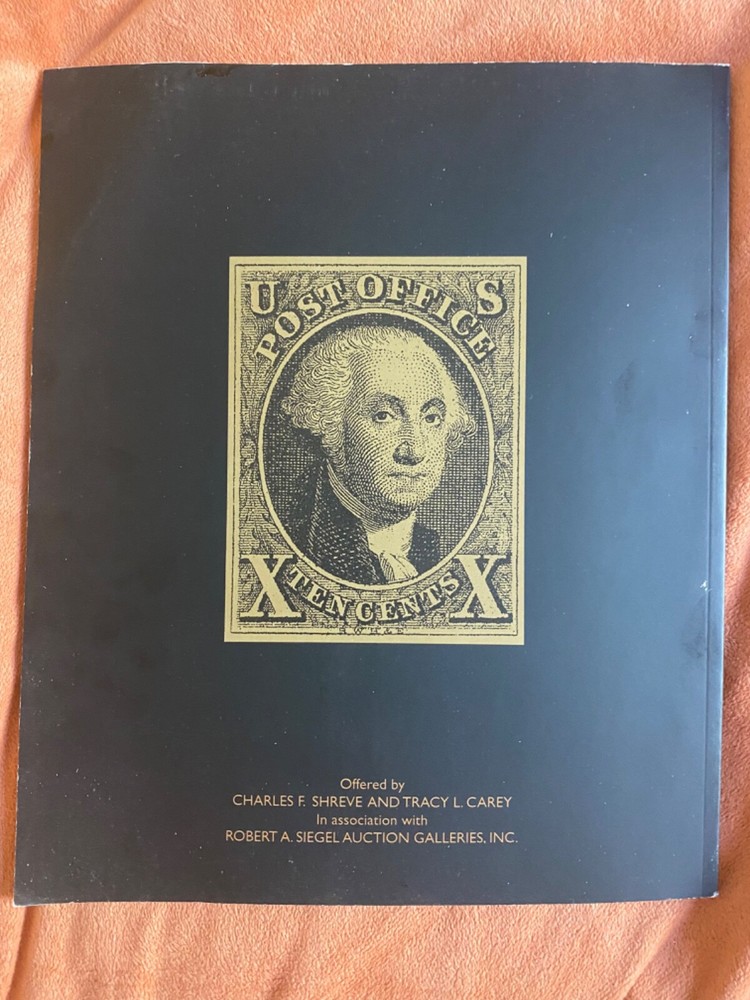 U S
POST OFFICE
X X
TEN CENTS
R W H & E
Offered by
CHARLES F. SHREVE AND TRACY L. CAREY
In association with
ROBERT A. SIEGEL AUCTION GALLERIES, INC.